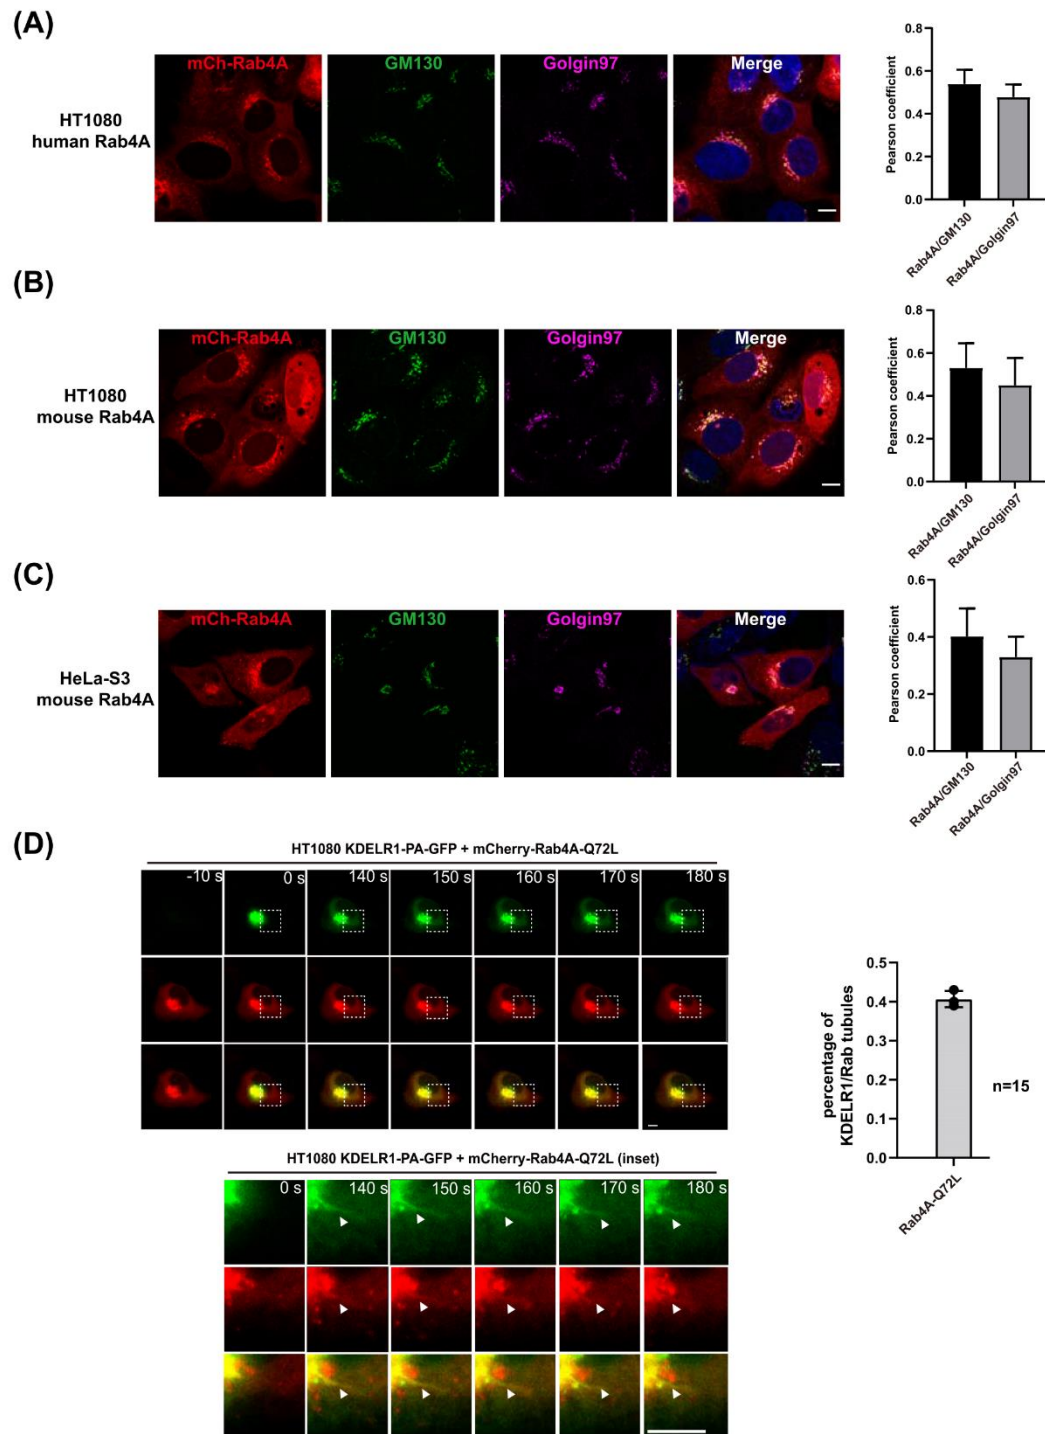 (A)
HT1080
human Rab4A
mCh-Rab4A
GM130
Golgin97
Merge
Pearson coefficient
0.8
0.6
0.4
0.2
0.0
Rab4A/GM130
Rab4A/Golgin97
(B)
HT1080
mouse Rab4A
mCh-Rab4A
GM130
Golgin97
Merge
Pearson coefficient
0.8
0.6
0.4
0.2
0.0
Rab4A/GM130
Rab4A/Golgin97
(C)
HeLa-S3
mouse Rab4A
mCh-Rab4A
GM130
Golgin97
Merge
Pearson coefficient
0.6
0.4
0.2
0.0
Rab4A/GM130
Rab4A/Golgin97
(D)
HT1080 KDELR1-PA-GFP + mCherry-Rab4A-Q72L
-10 s
0 s
140 s
150 s
160 s
170 s
180 s
HT1080 KDELR1-PA-GFP + mCherry-Rab4A-Q72L (inset)
0 s
140 s
150 s
160 s
170 s
180 s
percentage of
KDELR1/Rab tubules
0.5
0.4
0.3
0.2
0.1
0.0
Rab4A-Q72L
n=15